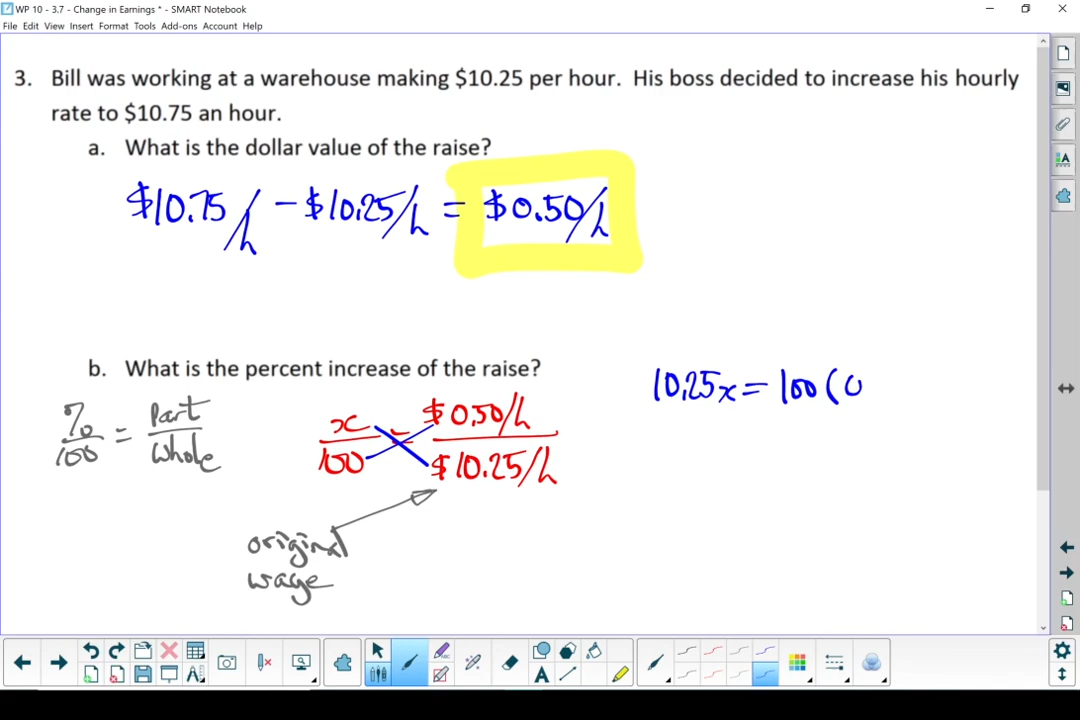 WP 10 - 3.7 - Change in Earnings * - SMART Notebook
File Edit View Insert Format Tools Add-ons Account Help
3. Bill was working at a warehouse making $10.25 per hour. His boss decided to increase his hourly
rate to $10.75 an hour.
a. What is the dollar value of the raise?
$10.75/h - $10.25/h = $0.50/h
b. What is the percent increase of the raise?
10.25x = 100(0
%/100 = Part/Whole
x/100 = $0.50/h / $10.25/h
original
wage